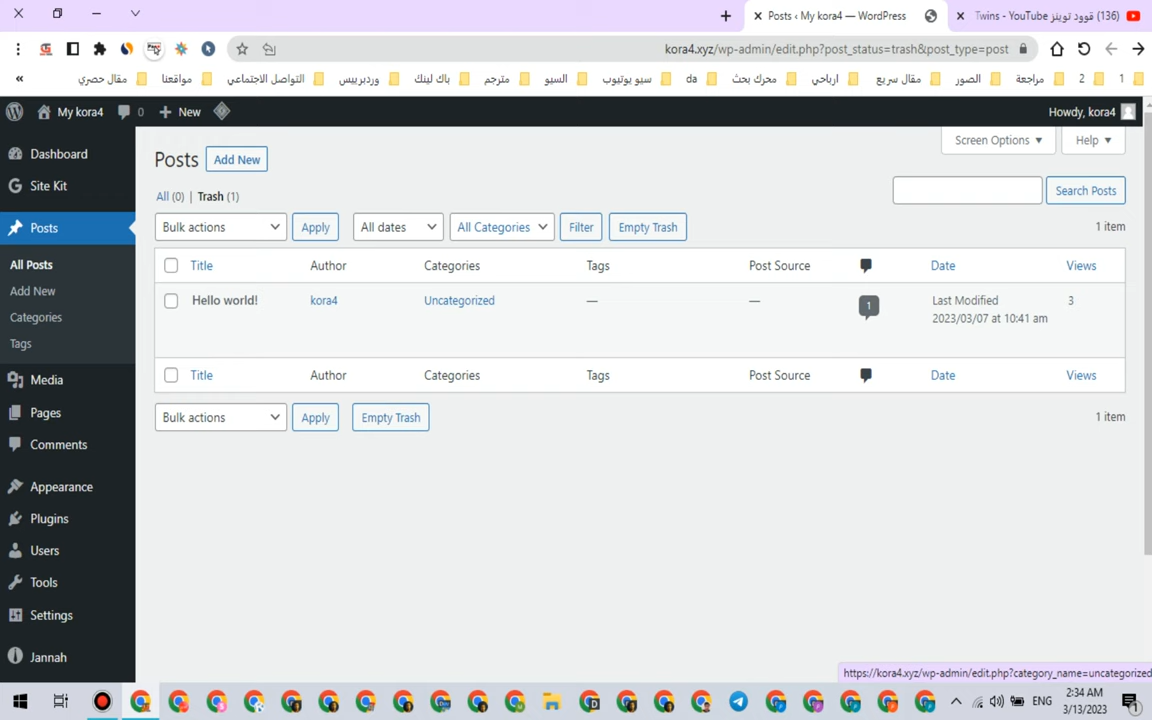 Posts ‹ My kora4 — WordPress
(136) قوود توينز Twins - YouTube
kora4.xyz/wp-admin/edit.php?post_status=trash&post_type=post
« مقال حصري مواقعنا التواصل الاجتماعي وردبرييس باك لينك مترجم السيو سيو يوتيوب da محرك بحث ارباحي مقال سريع الصور مراجعة 2 1
My kora4 0 + New Howdy, kora4
Screen Options Help
Dashboard
Site Kit
Posts
All Posts
Add New
Categories
Tags
Media
Pages
Comments
Appearance
Plugins
Users
Tools
Settings
Jannah
Posts Add New
All (0) | Trash (1)
Search Posts
Bulk actions Apply All dates All Categories Filter Empty Trash 1 item
Title Author Categories Tags Post Source Date Views
Hello world! kora4 Uncategorized — — 1 Last Modified 3
2023/03/07 at 10:41 am
Title Author Categories Tags Post Source Date Views
Bulk actions Apply Empty Trash 1 item
https://kora4.xyz/wp-admin/edit.php?category_name=uncategorized
ENG 2:34 AM
3/13/2023